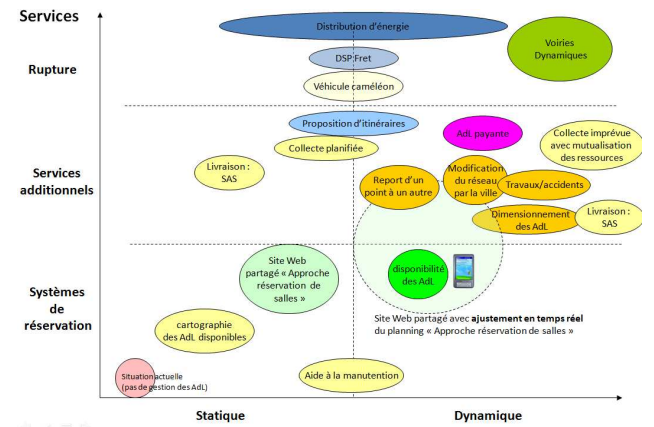 Services
Distribution d'énergie
Voiries
Dynamiques
DSP Fret
Rupture
Véhicule caméléon
Proposition d'itinéraires
AdL payante
Collecte imprévue
avec mutualisation
des ressources
Collecte planifiée
Livraison :
SAS
Services
additionnels
Report d'un
point à un autre
Modification
du réseau
par la ville
Travaux/accidents
Dimensionnement
des AdL
Livraison :
SAS
Site Web
partagé « Approche
réservation de
salles »
disponibilité
des AdL
Systèmes
de
réservation
Site Web partagé avec ajustement en temps réel
du planning « Approche réservation de salles »
cartographie
des AdL disponibles
Situation actuelle
(pas de gestion des AdL)
Aide à la manutention
Statique
Dynamique